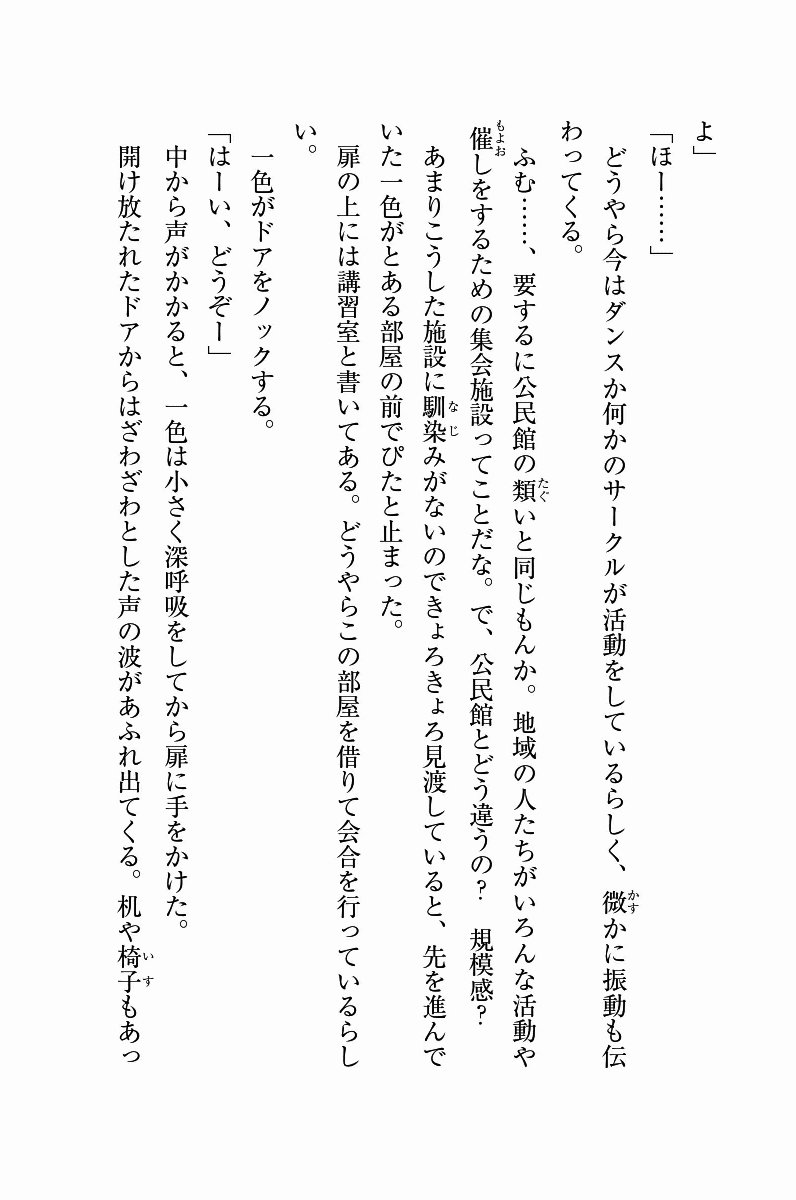 よ」
「ほー……」
　どうやら今はダンスか何かのサークルが活動をしているらしく、微かに振動も伝
わってくる。
　ふむ……、要するに公民館の類いと同じもんか。地域の人たちがいろんな活動や
催しをするための集会施設ってことだな。で、公民館とどう違うの？　規模感？
　あまりこうした施設に馴染みがないのできょろきょろ見渡していると、先を進んで
いた一色がとある部屋の前でぴたと止まった。
　扉の上には講習室と書いてある。どうやらこの部屋を借りて会合を行っているらし
い。
　一色がドアをノックする。
「はーい、どうぞー」
　中から声がかかると、一色は小さく深呼吸をしてから扉に手をかけた。
　開け放たれたドアからはざわざわとした声の波があふれ出てくる。机や椅子もあっ